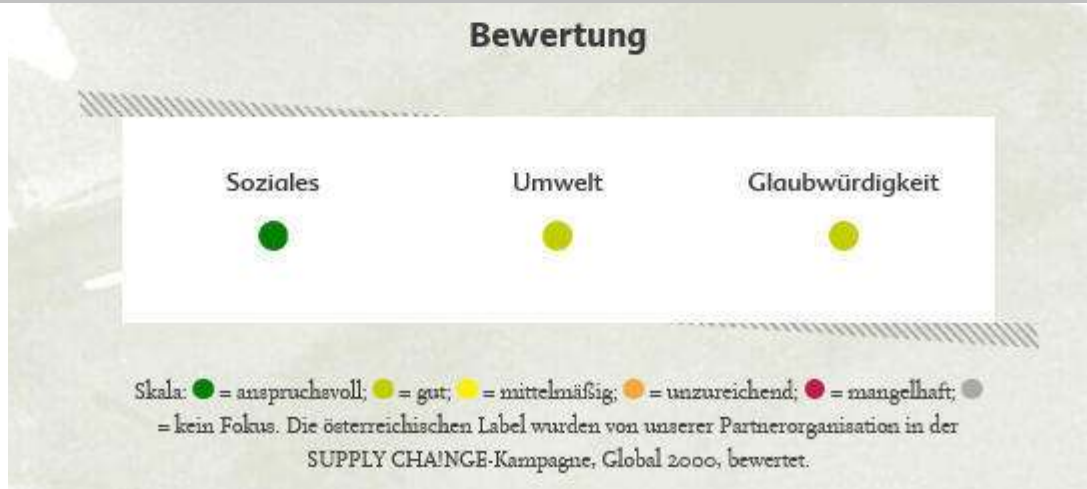 Bewertung
Soziales Umwelt Glaubwürdigkeit
Skala: = anspruchsvoll; = gut; = mittelmäßig; = unzureichend; = mangelhaft;
= kein Fokus. Die österreichischen Label wurden von unserer Partnerorganisation in der
SUPPLY CHA!NGE-Kampagne, Global 2000, bewertet.